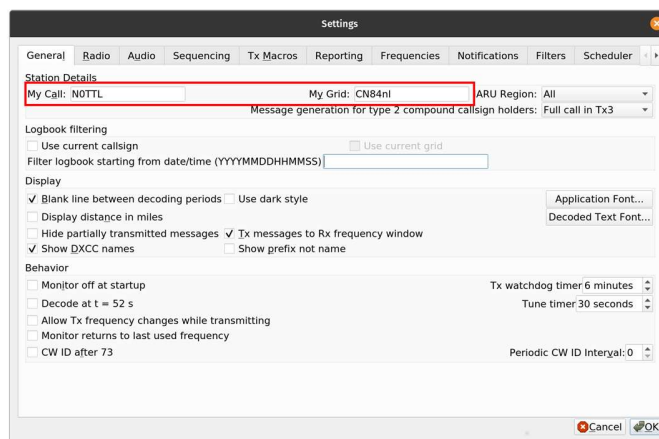 Settings
General Radio Audio Sequencing Tx Macros Reporting Frequencies Notifications Filters Scheduler
Station Details
My Call: N0TTL My Grid: CN84nl IARU Region: All
Message generation for type 2 compound callsign holders: Full call in Tx3
Logbook filtering
Use current callsign Use current grid
Filter logbook starting from date/time (YYYYMMDDHHMMSS)
Display
Blank line between decoding periods Use dark style Application Font...
Display distance in miles Decoded Text Font...
Hide partially transmitted messages Tx messages to Rx frequency window
Show DXCC names Show prefix not name
Behavior
Monitor off at startup Tx watchdog timer 6 minutes
Decode at t = 52 s Tune timer 30 seconds
Allow Tx frequency changes while transmitting
Monitor returns to last used frequency
CW ID after 73 Periodic CW ID Interval: 0
Cancel OK